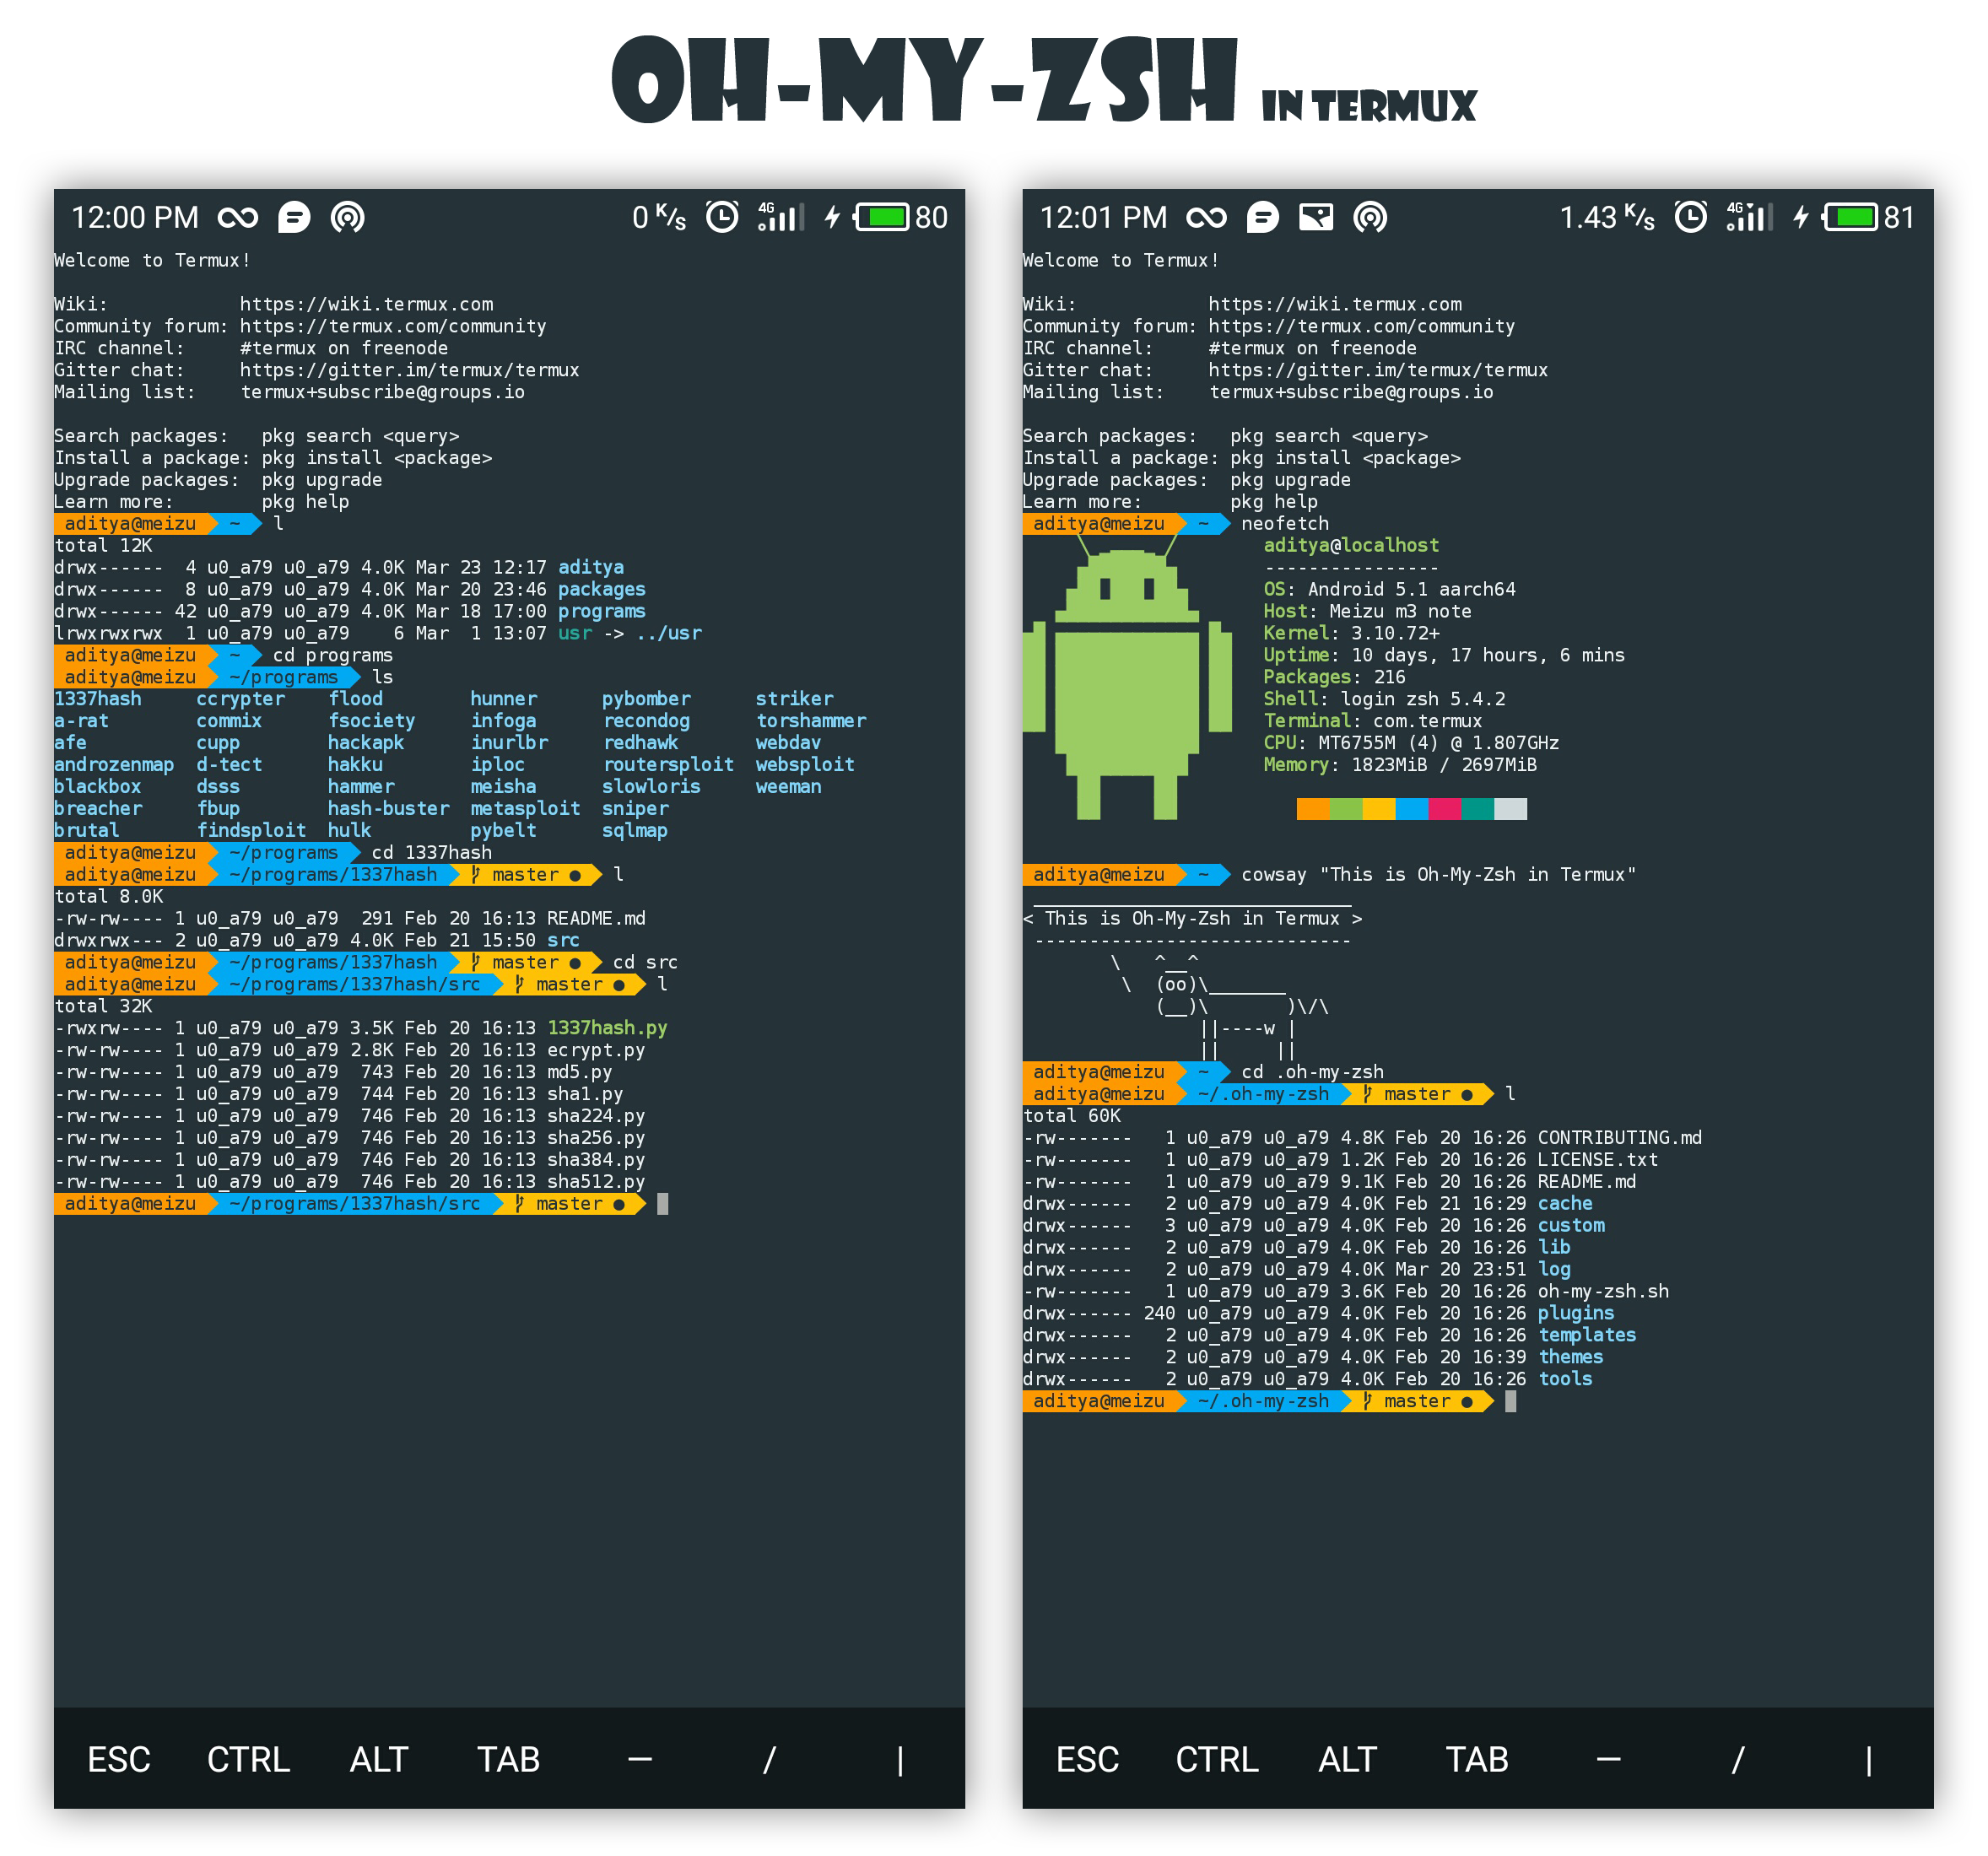 OH-MY-ZSH IN TERMUX
12:00 PM 0 K/s 4G 80
Welcome to Termux!
Wiki:            https://wiki.termux.com
Community forum: https://termux.com/community
IRC channel:     #termux on freenode
Gitter chat:     https://gitter.im/termux/termux
Mailing list:    termux+subscribe@groups.io
Search packages:   pkg search <query>
Install a package: pkg install <package>
Upgrade packages:  pkg upgrade
Learn more:        pkg help
aditya@meizu ~ l
total 12K
drwx------  4 u0_a79 u0_a79 4.0K Mar 23 12:17 aditya
drwx------  8 u0_a79 u0_a79 4.0K Mar 20 23:46 packages
drwx------ 42 u0_a79 u0_a79 4.0K Mar 18 17:00 programs
lrwxrwxrwx  1 u0_a79 u0_a79    6 Mar  1 13:07 usr -> ../usr
aditya@meizu ~ cd programs
aditya@meizu ~/programs ls
1337hash     ccrypter   flood        hunner      pybomber      striker
a-rat        commix     fsociety     infoga      recondog      torshammer
afe          cupp       hackapk      inurlbr     redhawk       webdav
androzenmap  d-tect     hakku        iploc       routersploit  websploit
blackbox     dsss       hammer       meisha      slowloris     weeman
breacher     fbup       hash-buster  metasploit  sniper
brutal       findsploit hulk         pybelt      sqlmap
aditya@meizu ~/programs cd 1337hash
aditya@meizu ~/programs/1337hash master ● l
total 8.0K
-rw-rw---- 1 u0_a79 u0_a79  291 Feb 20 16:13 README.md
drwxrwx--- 2 u0_a79 u0_a79 4.0K Feb 21 15:50 src
aditya@meizu ~/programs/1337hash master ● cd src
aditya@meizu ~/programs/1337hash/src master ● l
total 32K
-rwxrw---- 1 u0_a79 u0_a79 3.5K Feb 20 16:13 1337hash.py
-rw-rw---- 1 u0_a79 u0_a79 2.8K Feb 20 16:13 ecrypt.py
-rw-rw---- 1 u0_a79 u0_a79  743 Feb 20 16:13 md5.py
-rw-rw---- 1 u0_a79 u0_a79  744 Feb 20 16:13 sha1.py
-rw-rw---- 1 u0_a79 u0_a79  746 Feb 20 16:13 sha224.py
-rw-rw---- 1 u0_a79 u0_a79  746 Feb 20 16:13 sha256.py
-rw-rw---- 1 u0_a79 u0_a79  746 Feb 20 16:13 sha384.py
-rw-rw---- 1 u0_a79 u0_a79  746 Feb 20 16:13 sha512.py
aditya@meizu ~/programs/1337hash/src master ●
ESC CTRL ALT TAB — / |
12:01 PM 1.43 K/s 4G 81
Welcome to Termux!
Wiki:            https://wiki.termux.com
Community forum: https://termux.com/community
IRC channel:     #termux on freenode
Gitter chat:     https://gitter.im/termux/termux
Mailing list:    termux+subscribe@groups.io
Search packages:   pkg search <query>
Install a package: pkg install <package>
Upgrade packages:  pkg upgrade
Learn more:        pkg help
aditya@meizu ~ neofetch
aditya@localhost
----------------
OS: Android 5.1 aarch64
Host: Meizu m3 note
Kernel: 3.10.72+
Uptime: 10 days, 17 hours, 6 mins
Packages: 216
Shell: login zsh 5.4.2
Terminal: com.termux
CPU: MT6755M (4) @ 1.807GHz
Memory: 1823MiB / 2697MiB
aditya@meizu ~ cowsay "This is Oh-My-Zsh in Termux"
 _____________________________
< This is Oh-My-Zsh in Termux >
 -----------------------------
        \   ^__^
         \  (oo)\_______
            (__)\       )\/\
                ||----w |
                ||     ||
aditya@meizu ~ cd .oh-my-zsh
aditya@meizu ~/.oh-my-zsh master ● l
total 60K
-rw-------   1 u0_a79 u0_a79 4.8K Feb 20 16:26 CONTRIBUTING.md
-rw-------   1 u0_a79 u0_a79 1.2K Feb 20 16:26 LICENSE.txt
-rw-------   1 u0_a79 u0_a79 9.1K Feb 20 16:26 README.md
drwx------   2 u0_a79 u0_a79 4.0K Feb 21 16:29 cache
drwx------   3 u0_a79 u0_a79 4.0K Feb 20 16:26 custom
drwx------   2 u0_a79 u0_a79 4.0K Feb 20 16:26 lib
drwx------   2 u0_a79 u0_a79 4.0K Mar 20 23:51 log
-rw-------   1 u0_a79 u0_a79 3.6K Feb 20 16:26 oh-my-zsh.sh
drwx------ 240 u0_a79 u0_a79 4.0K Feb 20 16:26 plugins
drwx------   2 u0_a79 u0_a79 4.0K Feb 20 16:26 templates
drwx------   2 u0_a79 u0_a79 4.0K Feb 20 16:39 themes
drwx------   2 u0_a79 u0_a79 4.0K Feb 20 16:26 tools
aditya@meizu ~/.oh-my-zsh master ●
ESC CTRL ALT TAB — / |